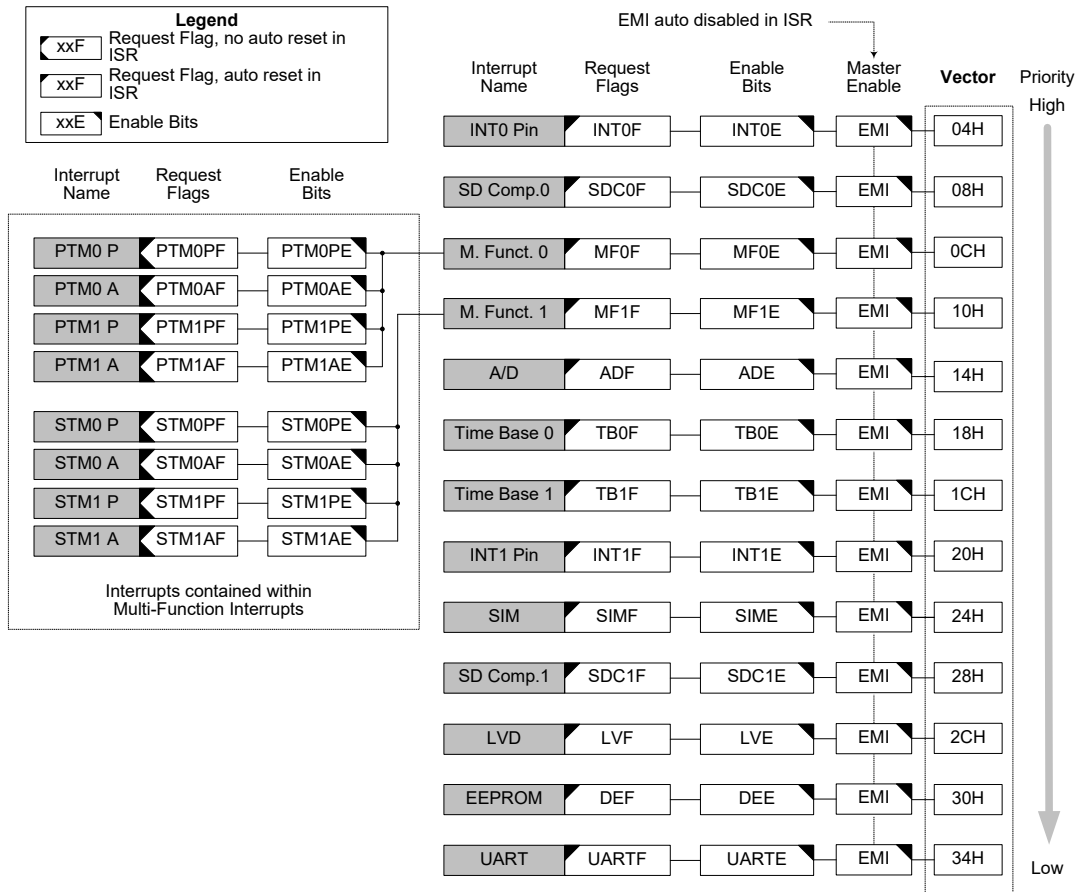 Legend
xxF Request Flag, no auto reset in
ISR
xxF Request Flag, auto reset in
ISR
xxE Enable Bits
EMI auto disabled in ISR
Interrupt Name Request Flags Enable Bits Master Enable Vector Priority
High
INT0 Pin INT0F INT0E EMI 04H
SD Comp.0 SDC0F SDC0E EMI 08H
M. Funct. 0 MF0F MF0E EMI 0CH
M. Funct. 1 MF1F MF1E EMI 10H
A/D ADF ADE EMI 14H
Time Base 0 TB0F TB0E EMI 18H
Time Base 1 TB1F TB1E EMI 1CH
INT1 Pin INT1F INT1E EMI 20H
SIM SIMF SIME EMI 24H
SD Comp.1 SDC1F SDC1E EMI 28H
LVD LVF LVE EMI 2CH
EEPROM DEF DEE EMI 30H
UART UARTF UARTE EMI 34H
Low
Interrupt Name Request Flags Enable Bits
PTM0 P PTM0PF PTM0PE
PTM0 A PTM0AF PTM0AE
PTM1 P PTM1PF PTM1PE
PTM1 A PTM1AF PTM1AE
STM0 P STM0PF STM0PE
STM0 A STM0AF STM0AE
STM1 P STM1PF STM1PE
STM1 A STM1AF STM1AE
Interrupts contained within
Multi-Function Interrupts